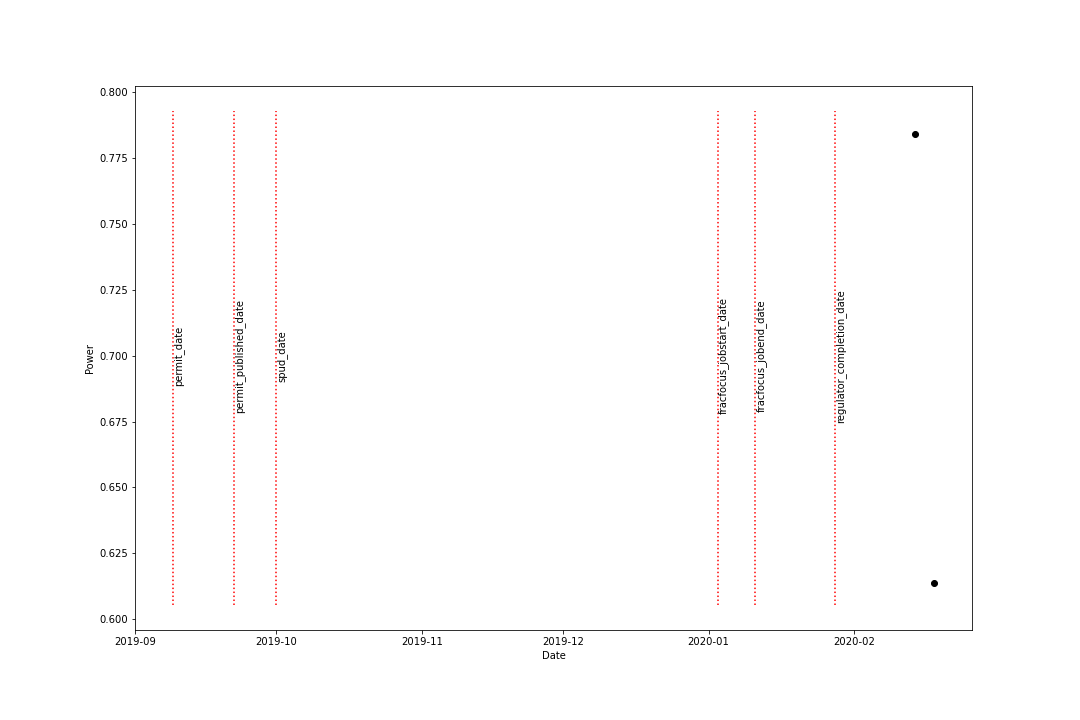 0.800
0.775
0.750
0.725
0.700
0.675
0.650
0.625
0.600
Power
permit_date
permit_published_date
spud_date
fracfocus_jobstart_date
fracfocus_jobend_date
regulator_completion_date
2019-09
2019-10
2019-11
2019-12
2020-01
2020-02
Date